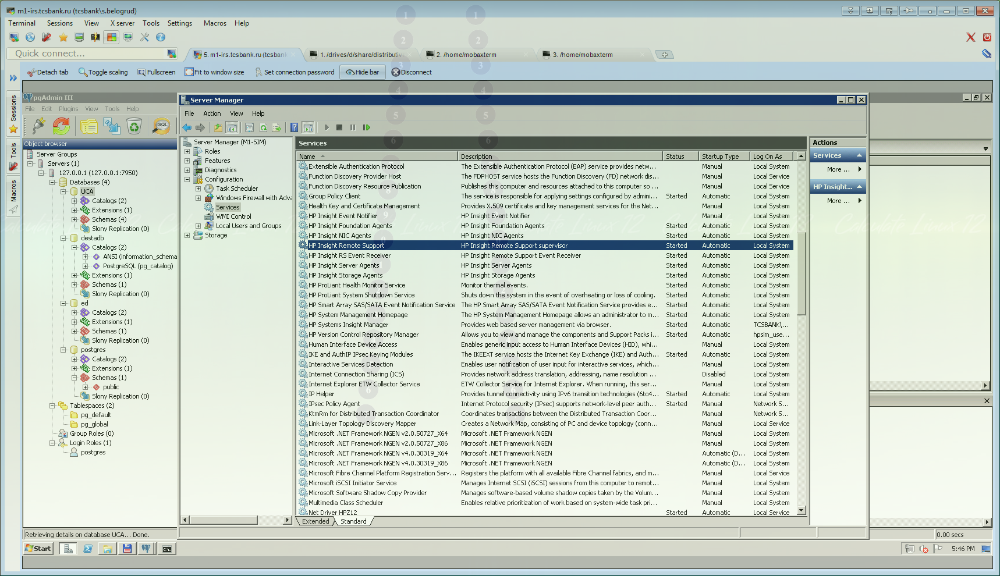 m1-irs.tcsbank.ru (tcsbank\s.belogrud)
Terminal Sessions View X server Tools Settings Macros Help
Quick connect...
5. m1-irs.tcsbank.ru (tcsbank
1. /drives/d/share/distributiv
2. /home/mobaxterm
3. /home/mobaxterm
Detach tab Toggle scaling Fullscreen Fit to window size Set connection password Hide bar Disconnect
Sessions
Tools
Macros
pgAdmin III
File Edit Plugins View Tools Help
SQL
Object browser
Server Groups
Servers (1)
127.0.0.1 (127.0.0.1:7950)
Databases (4)
UCA
Catalogs (2)
Extensions (1)
Schemas (4)
Slony Replication (0)
destadb
Catalogs (2)
ANSI (information_schema
PostgreSQL (pg_catalog)
Extensions (1)
Schemas (1)
Slony Replication (0)
ed
Catalogs (2)
Extensions (1)
Schemas (1)
Slony Replication (0)
postgres
Catalogs (2)
Extensions (1)
Schemas (1)
public
Slony Replication (0)
Tablespaces (2)
pg_default
pg_global
Group Roles (0)
Login Roles (1)
postgres
Retrieving details on database UCA... Done.
0.00 secs
Server Manager
File Action View Help
Server Manager (M1-SIM)
Roles
Features
Diagnostics
Configuration
Task Scheduler
Windows Firewall with Adva
Services
WMI Control
Local Users and Groups
Storage
Services
Name Description Status Startup Type Log On As
Extensible Authentication Protocol The Extensible Authentication Protocol (EAP) service provides netw... Manual Local System
Function Discovery Provider Host The FDPHOST service hosts the Function Discovery (FD) network dis... Manual Local Service
Function Discovery Resource Publication Publishes this computer and resources attached to this computer so ... Manual Local Service
Group Policy Client The service is responsible for applying settings configured by admini... Started Automatic Local System
Health Key and Certificate Management Provides X.509 certificate and key management services for the Net... Manual Local System
HP Insight Event Notifier HP Insight Event Notifier Manual Local System
HP Insight Foundation Agents HP Insight Foundation Agents Started Automatic Local System
HP Insight NIC Agents HP Insight NIC Agents Started Automatic Local System
HP Insight Remote Support HP Insight Remote Support supervisor Started Automatic Local System
HP Insight RS Event Receiver HP Insight Remote Support Event Receiver Started Automatic Local System
HP Insight Server Agents HP Insight Server Agents Started Automatic Local System
HP Insight Storage Agents HP Insight Storage Agents Started Automatic Local System
HP ProLiant Health Monitor Service Monitor thermal events. Started Automatic Local System
HP ProLiant System Shutdown Service Shuts down the system in the event of overheating or loss of cooling. Started Automatic Local System
HP Smart Array SAS/SATA Event Notification Service The HP Smart Array SAS/SATA Event Notification Service provides e... Started Automatic Local System
HP System Management Homepage The HP System Management Homepage allows an administrator to m... Started Automatic Local System
HP Systems Insight Manager Provides web based server management via browser. Started Automatic TCSBANK\...
HP Version Control Repository Manager Allows you to view and manage the components and Support Packs i... Started Automatic hpsim_use...
Human Interface Device Access Enables generic input access to Human Interface Devices (HID), whi... Manual Local System
IKE and AuthIP IPsec Keying Modules The IKEEXT service hosts the Internet Key Exchange (IKE) and Auth... Started Automatic Local System
Interactive Services Detection Enables user notification of user input for interactive services, which... Manual Local System
Internet Connection Sharing (ICS) Provides network address translation, addressing, name resolution ... Disabled Local System
Internet Explorer ETW Collector Service ETW Collector Service for Internet Explorer. When running, this ser... Manual Local System
IP Helper Provides tunnel connectivity using IPv6 transition technologies (6to4... Started Automatic Local System
IPsec Policy Agent Internet Protocol security (IPsec) supports network-level peer auth... Started Manual Network S...
KtmRm for Distributed Transaction Coordinator Coordinates transactions between the Distributed Transaction Coor... Manual Network S...
Link-Layer Topology Discovery Mapper Creates a Network Map, consisting of PC and device topology (conn... Manual Local Service
Microsoft .NET Framework NGEN v2.0.50727_X64 Microsoft .NET Framework NGEN Manual Local System
Microsoft .NET Framework NGEN v2.0.50727_X86 Microsoft .NET Framework NGEN Manual Local System
Microsoft .NET Framework NGEN v4.0.30319_X64 Microsoft .NET Framework NGEN Automatic (D... Local System
Microsoft .NET Framework NGEN v4.0.30319_X86 Microsoft .NET Framework NGEN Automatic (D... Local System
Microsoft Fibre Channel Platform Registration Serv... Registers the platform with all available Fibre Channel fabrics, and m... Manual Local Service
Microsoft iSCSI Initiator Service Manages Internet SCSI (iSCSI) sessions from this computer to remot... Manual Local System
Microsoft Software Shadow Copy Provider Manages software-based volume shadow copies taken by the Volum... Manual Local System
Multimedia Class Scheduler Enables relative prioritization of work based on system-wide task pri... Manual Local System
Net Driver HPZ12 Started Automatic Local Service
Extended Standard
Actions
Services
More ...
HP Insight...
More ...
Start
C:\.
5:46 PM